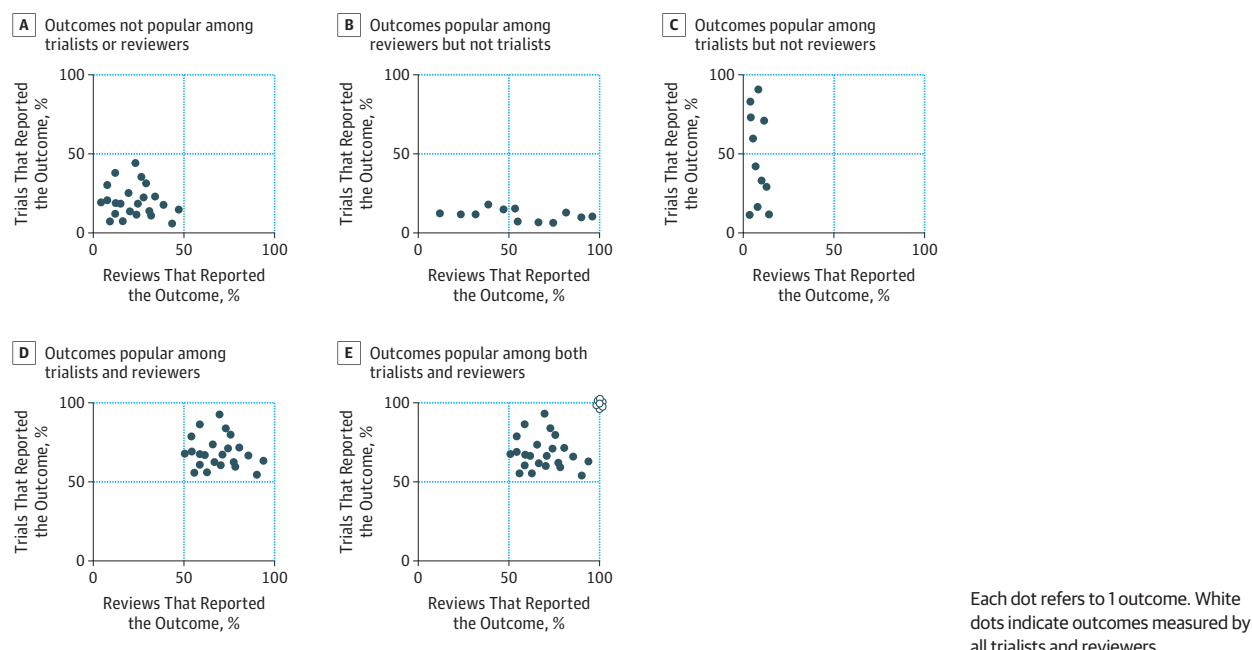 A Outcomes not popular among
trialists or reviewers
100
50
0
0 50 100
Trials That Reported
the Outcome, %
Reviews That Reported
the Outcome, %
B Outcomes popular among
reviewers but not trialists
100
50
0
0 50 100
Trials That Reported
the Outcome, %
Reviews That Reported
the Outcome, %
C Outcomes popular among
trialists but not reviewers
100
50
0
0 50 100
Trials That Reported
the Outcome, %
Reviews That Reported
the Outcome, %
D Outcomes popular among
trialists and reviewers
100
50
0
0 50 100
Trials That Reported
the Outcome, %
Reviews That Reported
the Outcome, %
E Outcomes popular among both
trialists and reviewers
100
50
0
0 50 100
Trials That Reported
the Outcome, %
Reviews That Reported
the Outcome, %
Each dot refers to 1 outcome. White
dots indicate outcomes measured by
all trialists and reviewers